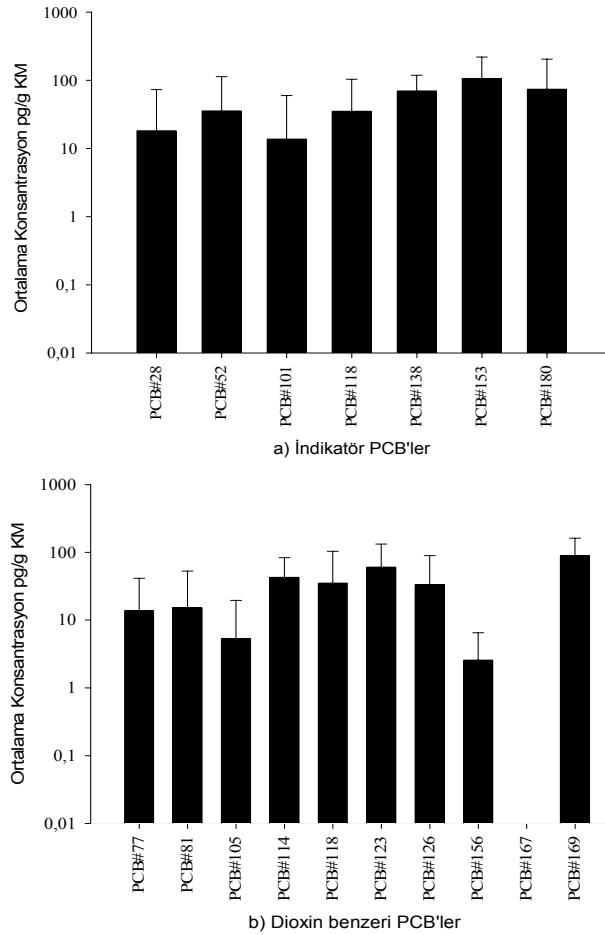 Ortalama Konsantrasyon pg/g KM
1000
100
10
1
0,1
0,01
PCB#28
PCB#52
PCB#101
PCB#118
PCB#138
PCB#153
PCB#180
a) İndikatör PCB'ler
Ortalama Konsantrasyon pg/g KM
1000
100
10
1
0,1
0,01
PCB#77
PCB#81
PCB#105
PCB#114
PCB#118
PCB#123
PCB#126
PCB#156
PCB#167
PCB#169
b) Dioxin benzeri PCB'ler